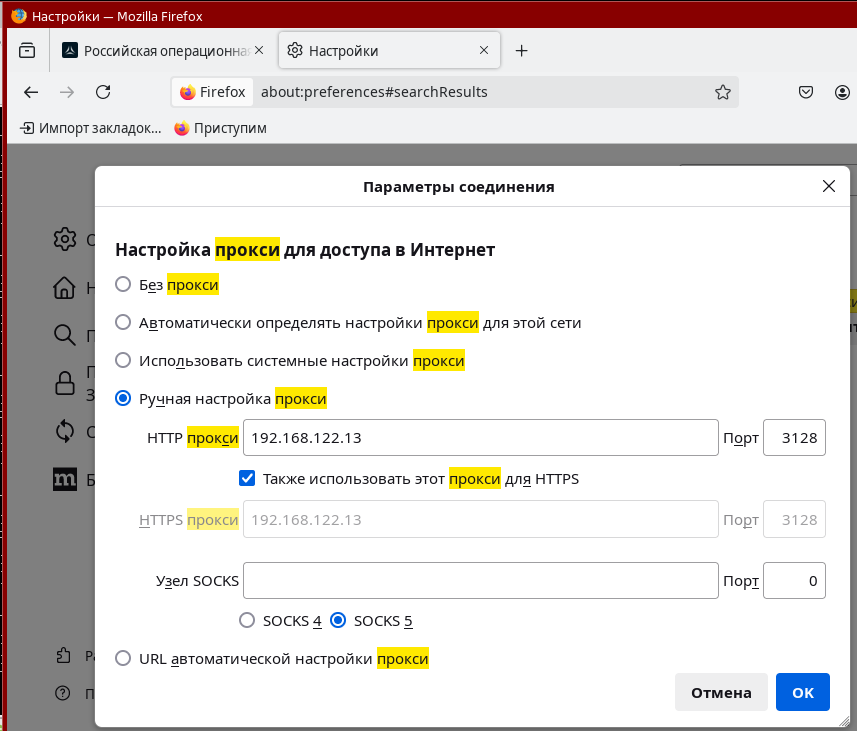 Настройки — Mozilla Firefox
Российская операционная
Настройки
Firefox
about:preferences#searchResults
Импорт закладок...
Приступим
Параметры соединения
Настройка прокси для доступа в Интернет
Без прокси
Автоматически определять настройки прокси для этой сети
Использовать системные настройки прокси
Ручная настройка прокси
HTTP прокси 192.168.122.13 Порт 3128
Также использовать этот прокси для HTTPS
HTTPS прокси 192.168.122.13 Порт 3128
Узел SOCKS Порт 0
SOCKS 4 SOCKS 5
URL автоматической настройки прокси
Отмена OK